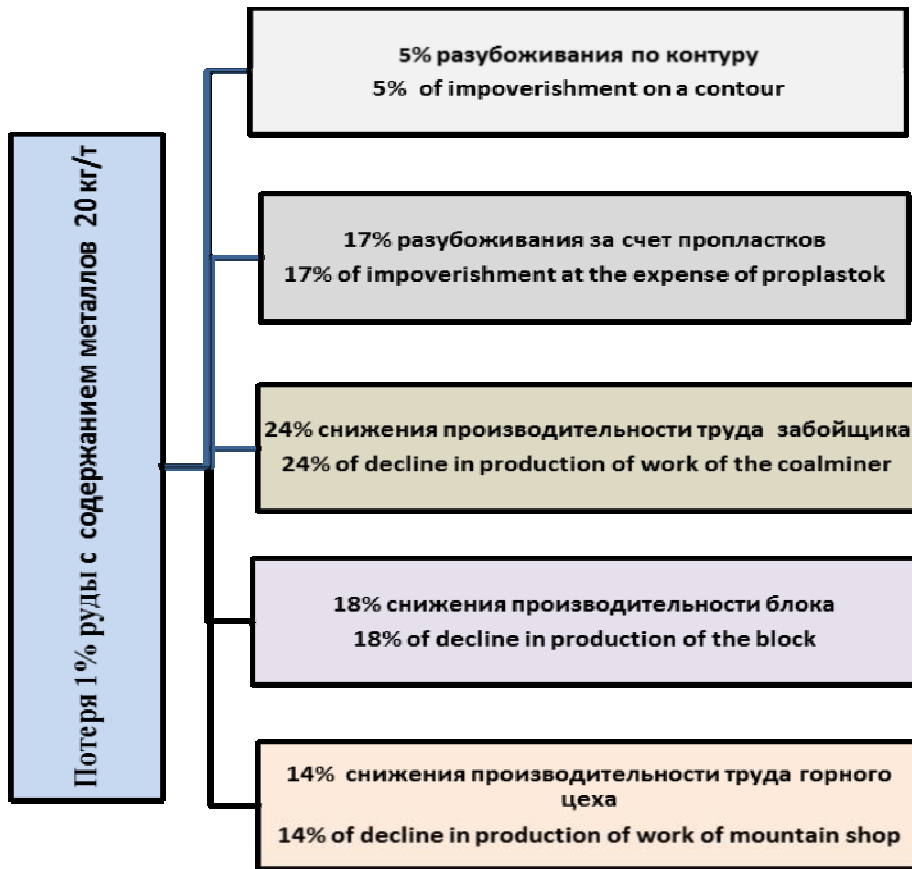 Потеря 1% руды с содержанием металлов 20 кг/т
5% разубоживания по контуру
5% of impoverishment on a contour
17% разубоживания за счет пропластков
17% of impoverishment at the expense of proplastok
24% снижения производительности труда забойщика
24% of decline in production of work of the coalminer
18% снижения производительности блока
18% of decline in production of the block
14% снижения производительности труда горного
цеха
14% of decline in production of work of mountain shop